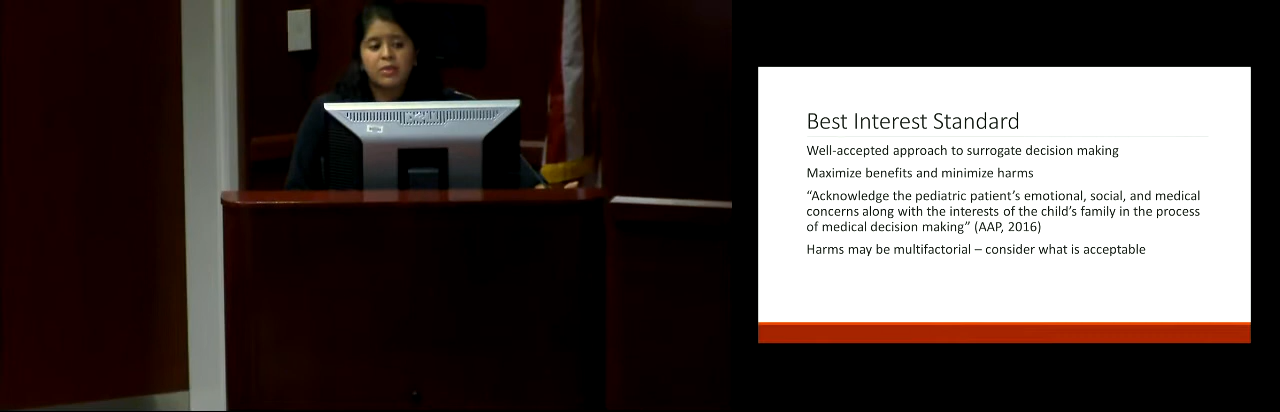 Best Interest Standard
Well-accepted approach to surrogate decision making
Maximize benefits and minimize harms
“Acknowledge the pediatric patient’s emotional, social, and medical
concerns along with the interests of the child’s family in the process
of medical decision making” (AAP, 2016)
Harms may be multifactorial – consider what is acceptable